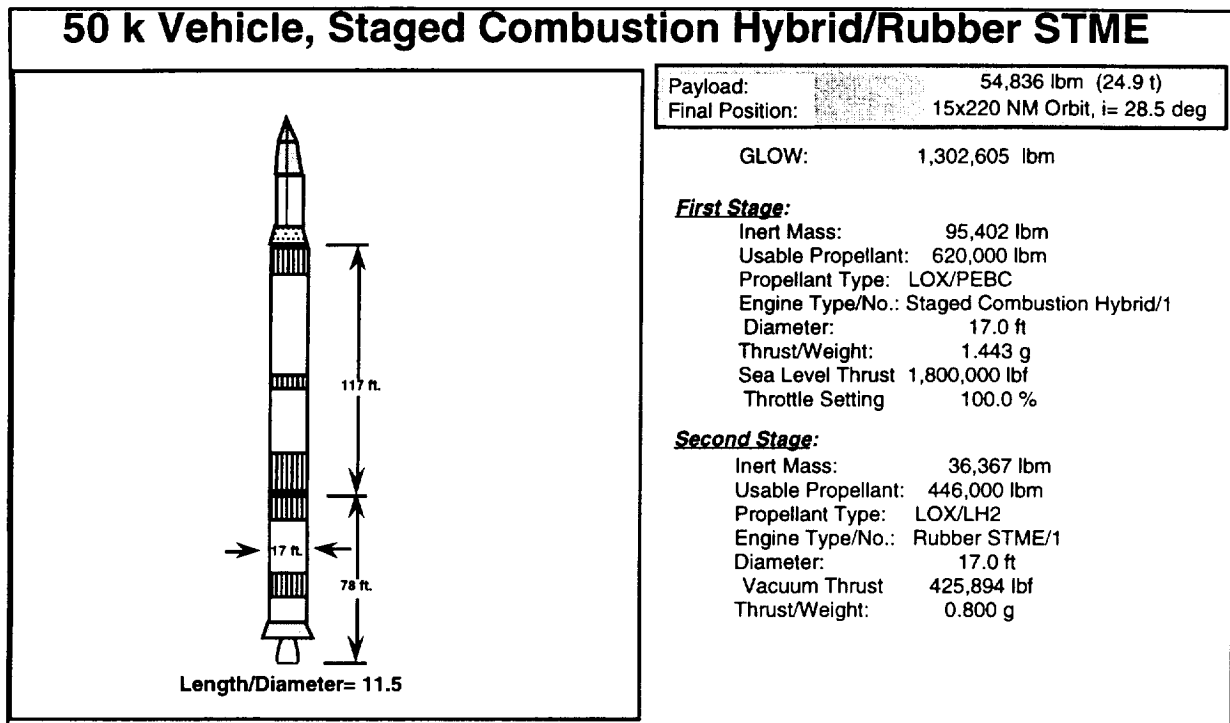 50 k Vehicle, Staged Combustion Hybrid/Rubber STME
117 ft.
17 ft.
78 ft.
Length/Diameter= 11.5
Payload: 54,836 lbm (24.9 t)
Final Position: 15x220 NM Orbit, i= 28.5 deg
GLOW: 1,302,605 lbm
First Stage:
Inert Mass: 95,402 lbm
Usable Propellant: 620,000 lbm
Propellant Type: LOX/PEBC
Engine Type/No.: Staged Combustion Hybrid/1
Diameter: 17.0 ft
Thrust/Weight: 1.443 g
Sea Level Thrust 1,800,000 lbf
Throttle Setting 100.0 %
Second Stage:
Inert Mass: 36,367 lbm
Usable Propellant: 446,000 lbm
Propellant Type: LOX/LH2
Engine Type/No.: Rubber STME/1
Diameter: 17.0 ft
Vacuum Thrust 425,894 lbf
Thrust/Weight: 0.800 g